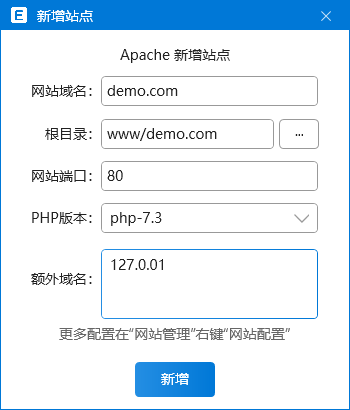 E 新增站点
Apache 新增站点
网站域名： demo.com
根目录： www/demo.com ...
网站端口： 80
PHP版本： php-7.3
额外域名： 127.0.01
更多配置在“网站管理”右键“网站配置”
新增